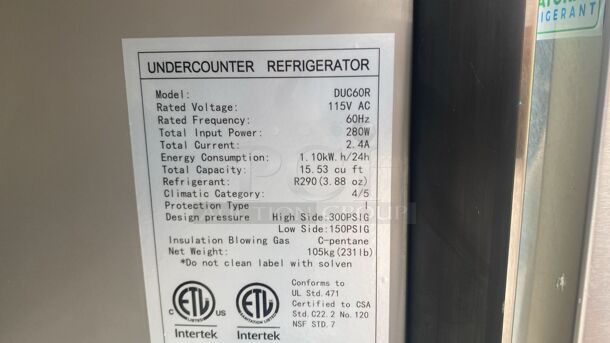 IGERANT
UNDERCOUNTER REFRIGERATOR
Model: DUC60R
Rated Voltage: 115V AC
Rated Frequency: 60Hz
Total Input Power: 280W
Total Current: 2.4A
Energy Consumption: 1.10kW.h/24h
Total Capacity: 15.53 cu ft
Refrigerant: R290(3.88 oz)
Climatic Category: 4/5
Protection Type I
Design pressure High Side:300PSIG
Low Side:150PSIG
Insulation Blowing Gas C-pentane
Net Weight: 105kg(231lb)
*Do not clean label with solven
ETL C US LISTED Intertek
ETL Intertek
Conforms to
UL Std.471
Certified to CSA
Std.C22.2 No.120
NSF STD.7